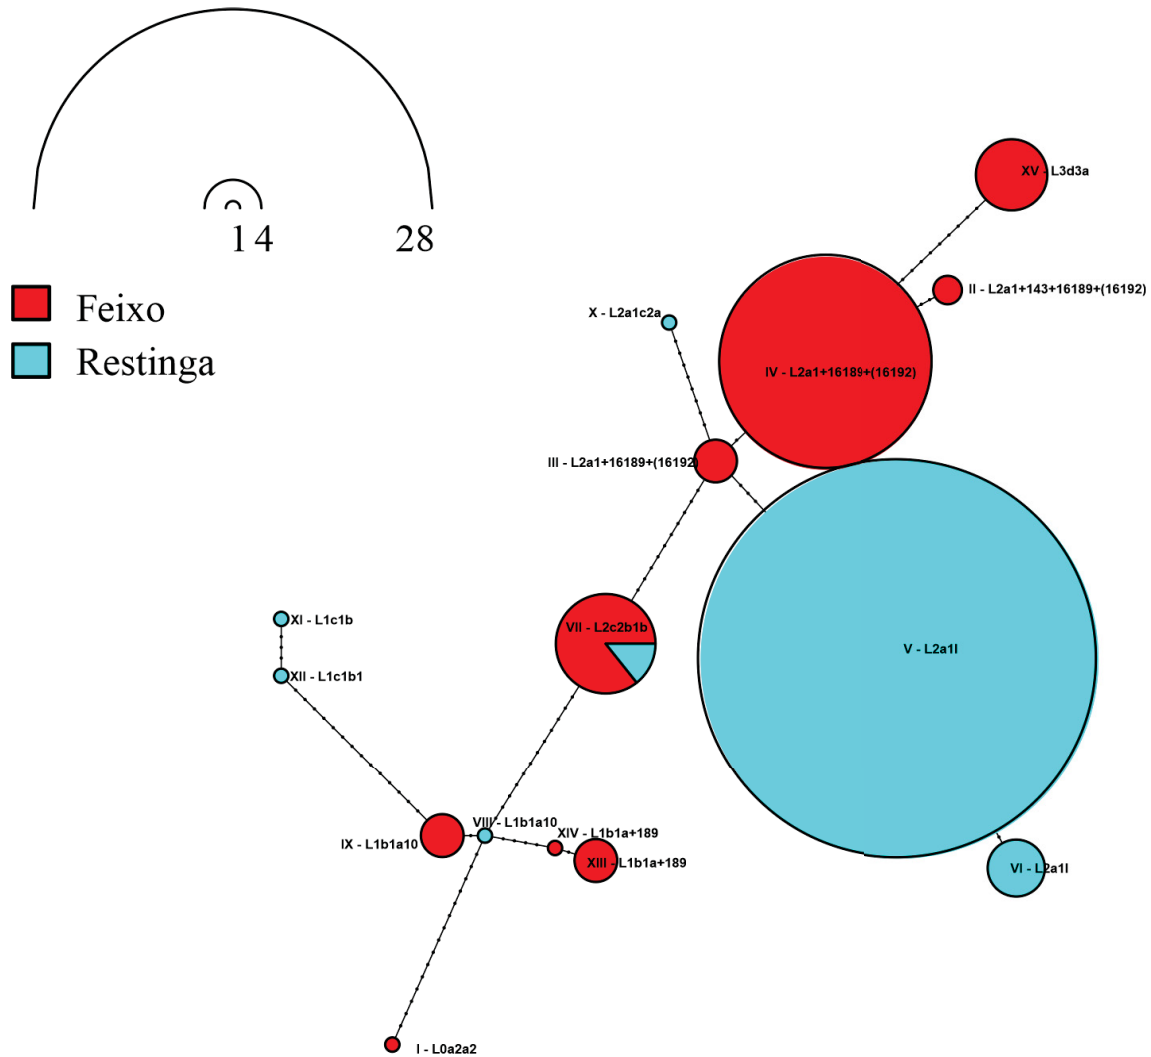 1 4 28
Feixo
Restinga
XV - L3d3a
II - L2a1+143+16189+(16192)
X - L2a1c2a
IV - L2a1+16189+(16192)
III - L2a1+16189+(16192)
XI - L1c1b
VII - L2c2b1b
V - L2a1l
XII - L1c1b1
VIII - L1b1a10
XIV - L1b1a+189
IX - L1b1a10
XIII - L1b1a+189
VI - L2a1l
I - L0a2a2